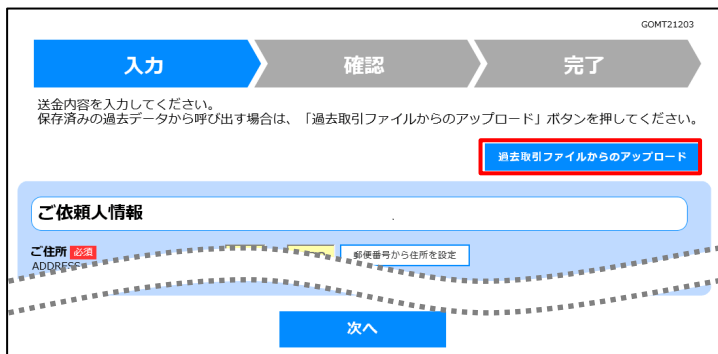 GOMT21203
入力
確認
完了
送金内容を入力してください。
保存済みの過去データから呼び出す場合は、「過去取引ファイルからのアップロード」ボタンを押してください。
過去取引ファイルからのアップロード
ご依頼人情報
ご住所 必須
郵便番号から住所を設定
ADDRESS
次へ